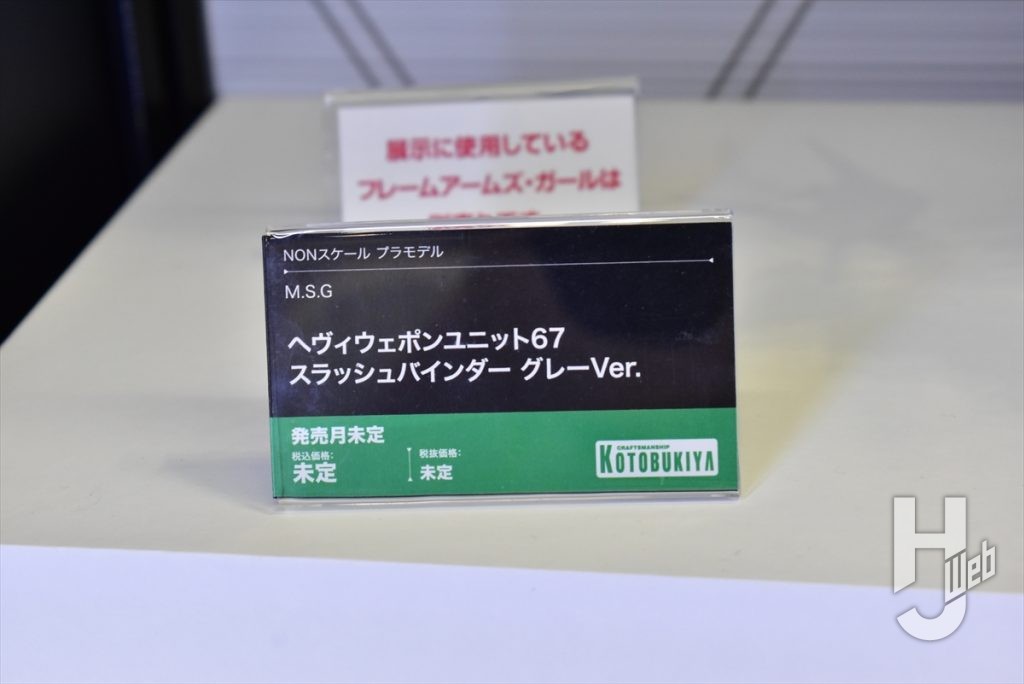 展示に使用している
フレームアームズ・ガールは
NONスケール プラモデル
M.S.G
ヘヴィウェポンユニット67
スラッシュバインダー グレーVer.
発売月未定
税込価格:
未定
税抜価格:
未定
CRAFTSMANSHIP
KOTOBUKIYA
HJ Web